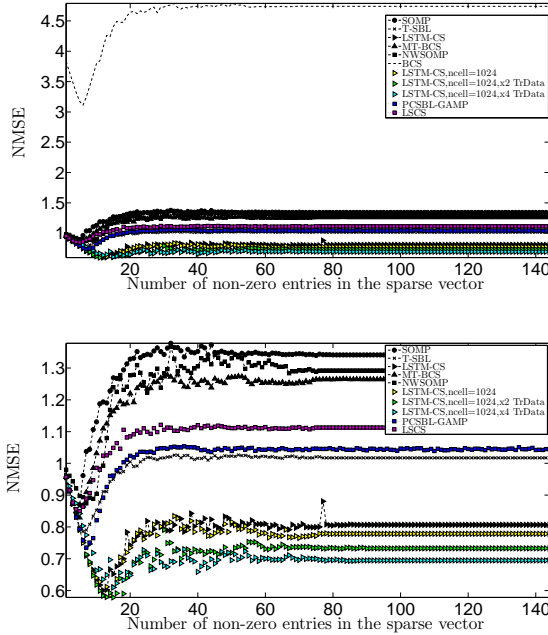 4.5
4
3.5
3
2.5
2
1.5
1
NMSE
20
40
60
80
100
120
140
Number of non-zero entries in the sparse vector
SOMP
T-SBL
LSTM-CS
MT-BCS
NWSOMP
BCS
LSTM-CS,ncell=1024
LSTM-CS,ncell=1024,x2 TrData
LSTM-CS,ncell=1024,x4 TrData
PCSBL-GAMP
LSCS
1.3
1.2
1.1
1
0.9
0.8
0.7
0.6
NMSE
20
40
60
80
100
120
140
Number of non-zero entries in the sparse vector
SOMP
T-SBL
LSTM-CS
MT-BCS
NWSOMP
LSTM-CS,ncell=1024
LSTM-CS,ncell=1024,x2 TrData
LSTM-CS,ncell=1024,x4 TrData
PCSBL-GAMP
LSCS